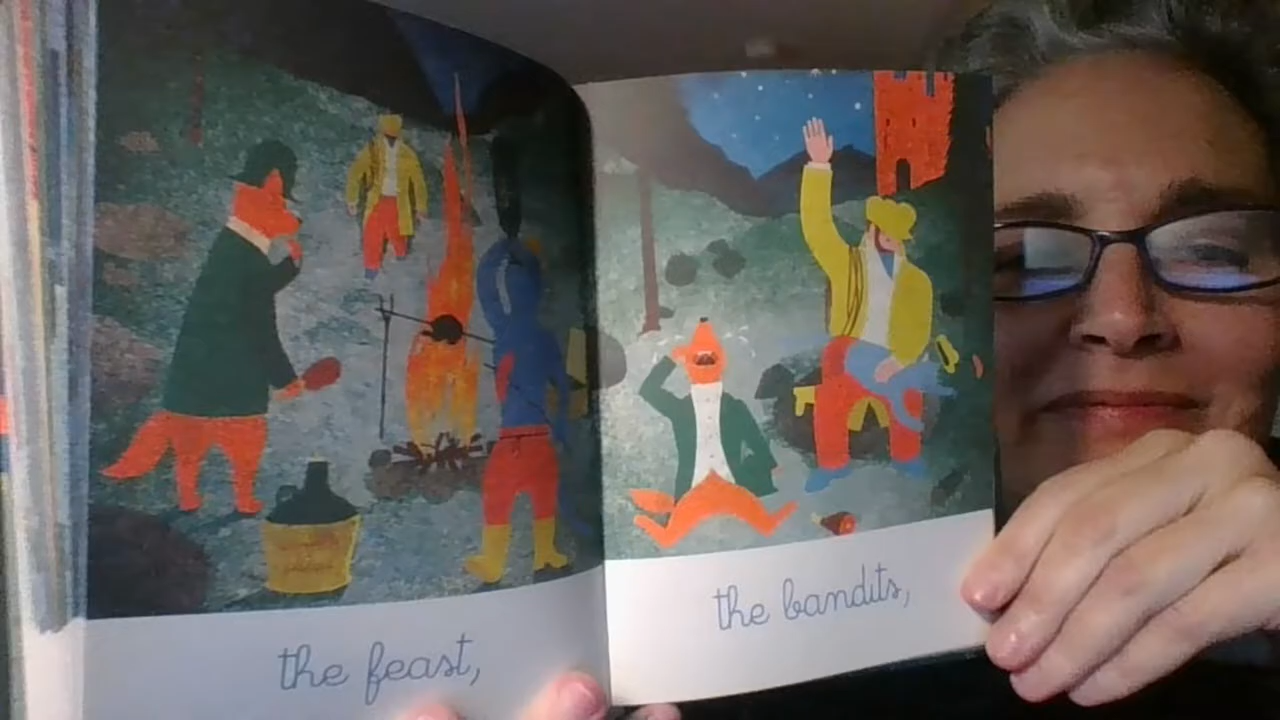 the feast,
the bandits,